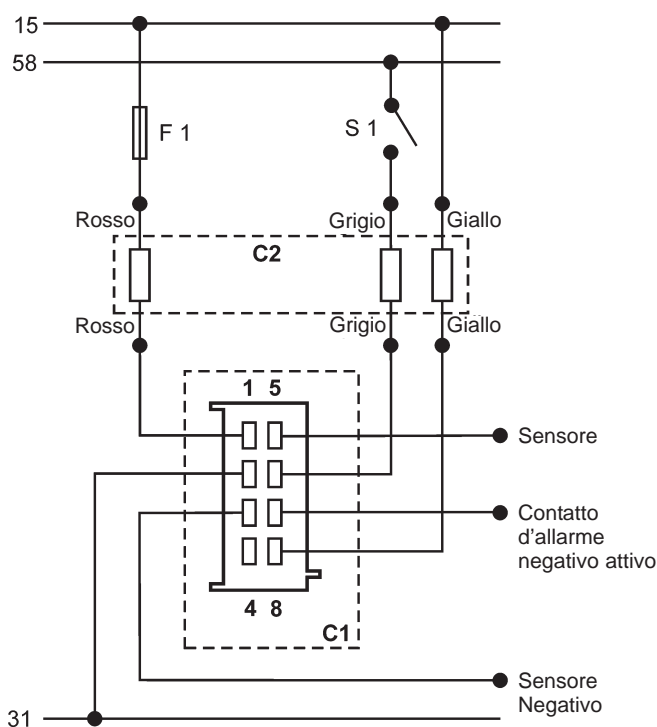 15
58
F 1
S 1
Rosso
Grigio
Giallo
C2
Rosso
Grigio
Giallo
1 5
Sensore
Contatto
d'allarme
negativo attivo
4 8
C1
Sensore
Negativo
31